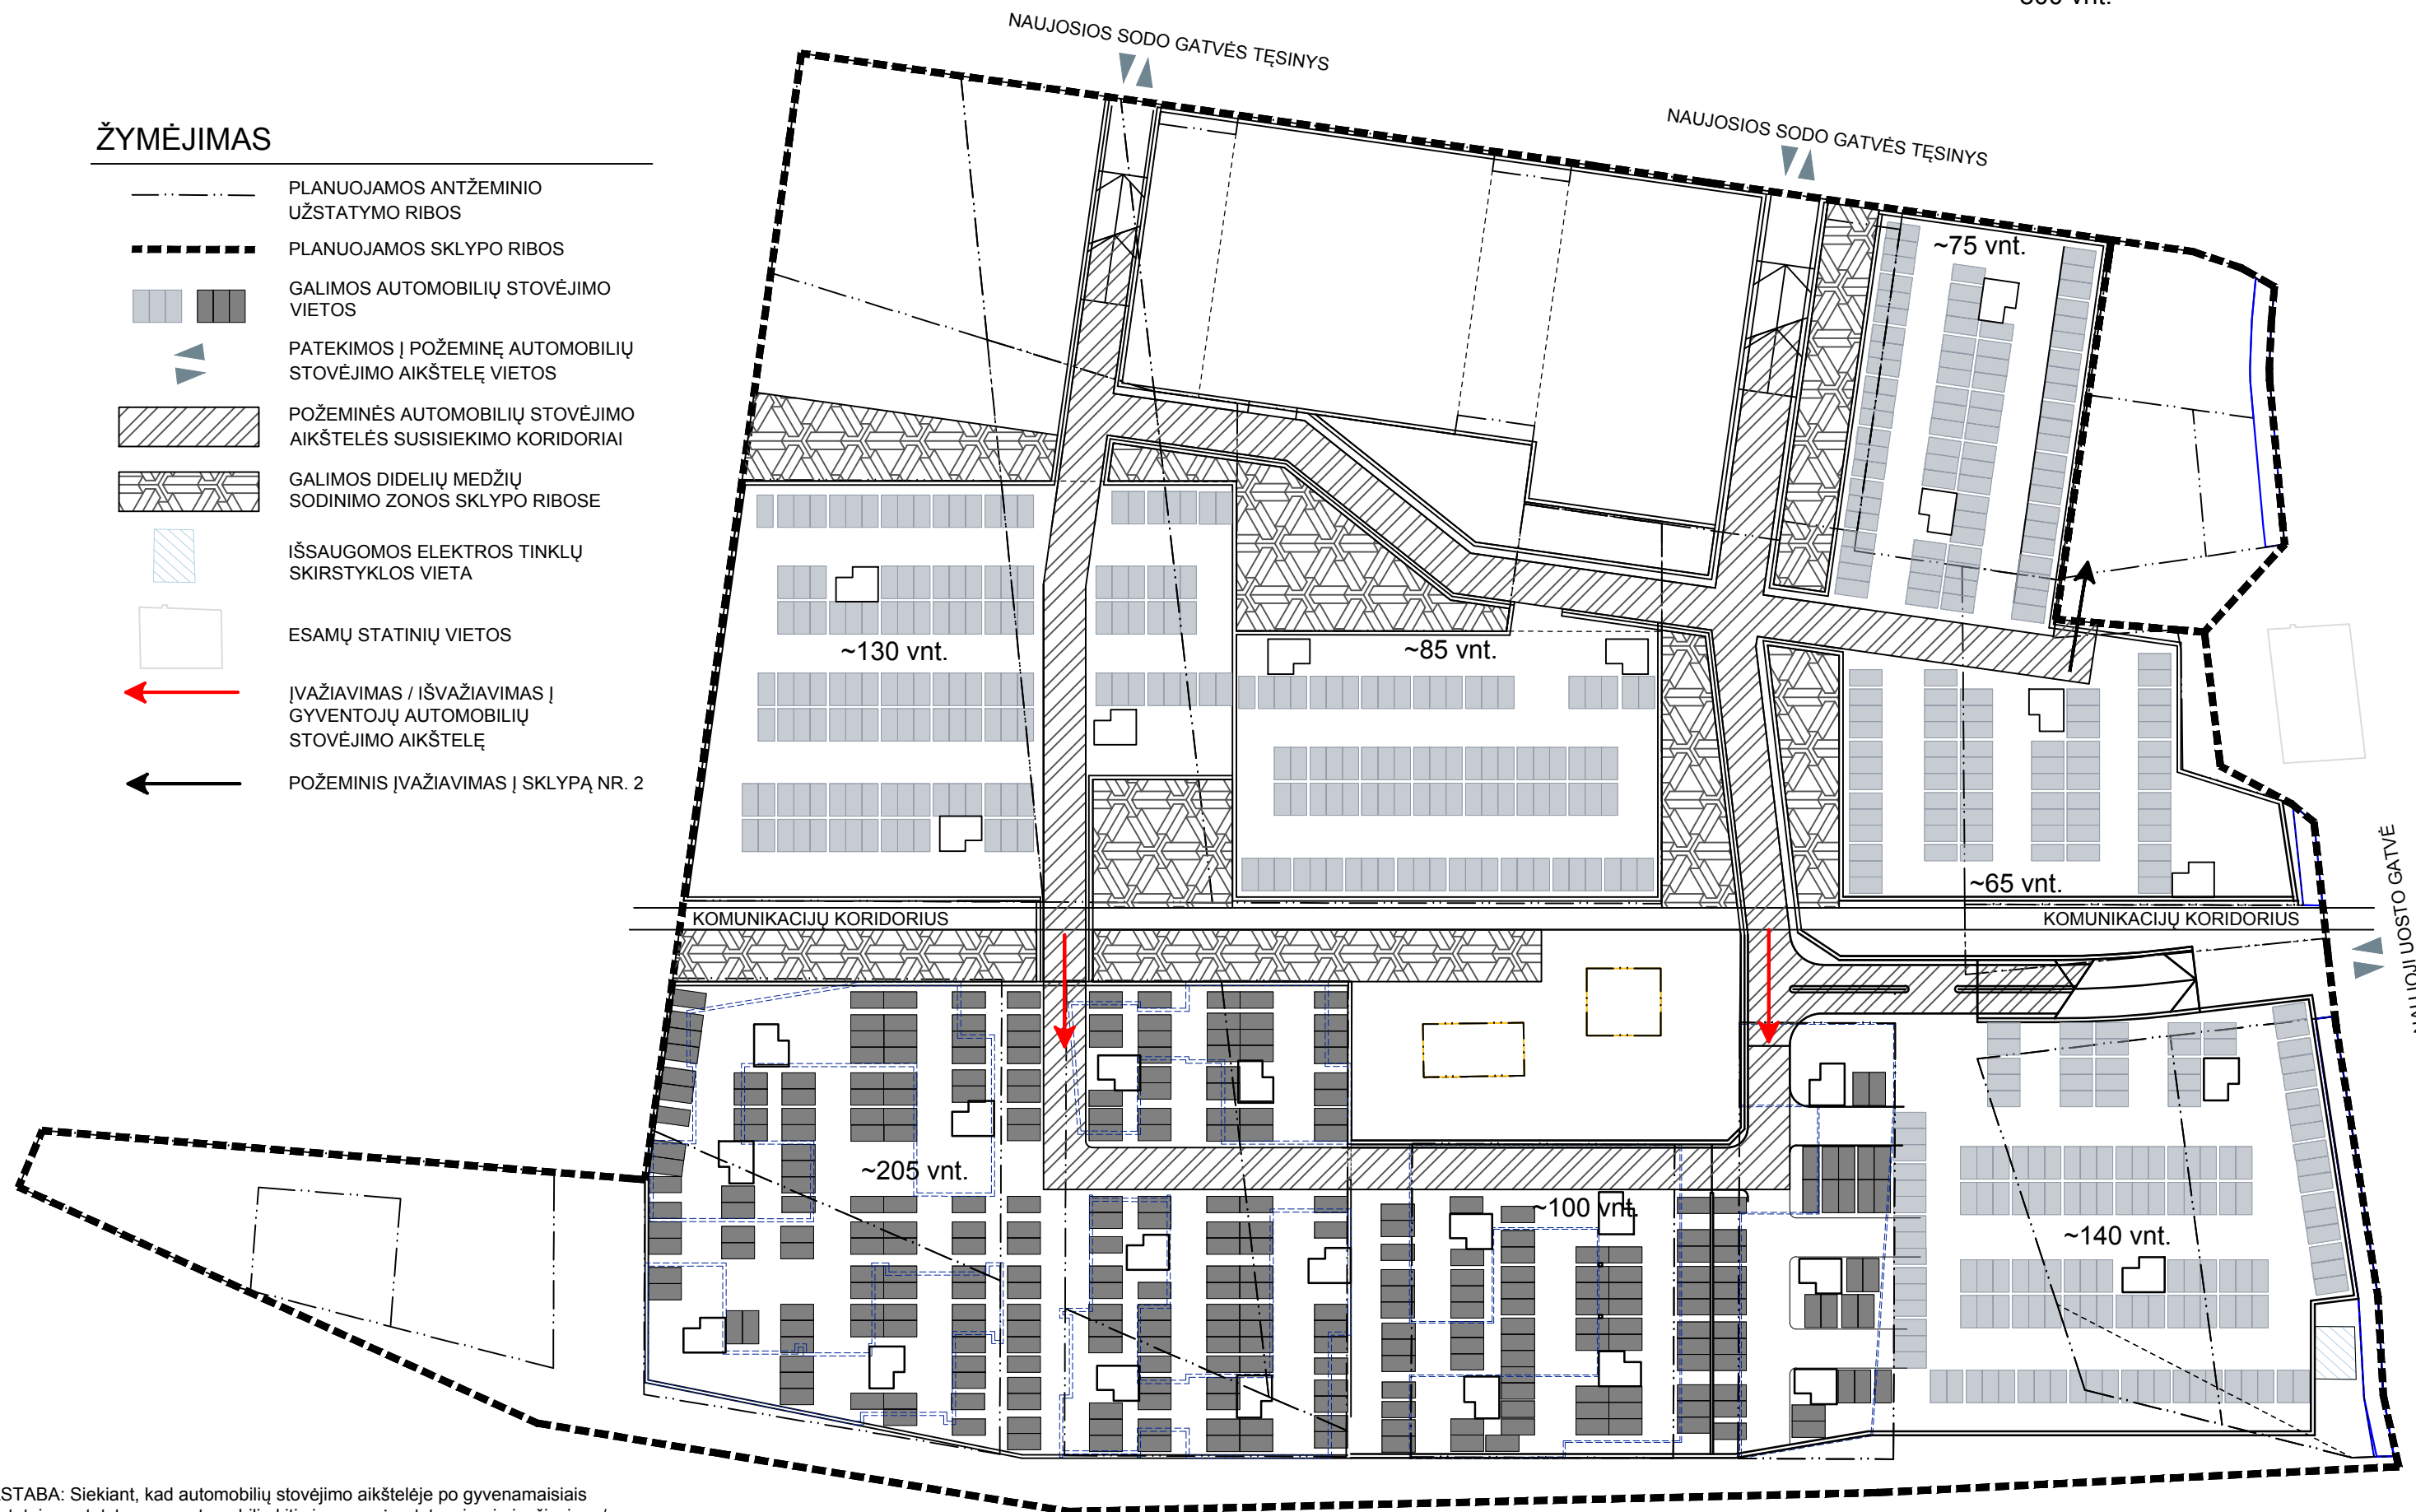 NAUJOSIOS SODO GATVĖS TĘSINYS
NAUJOSIOS SODO GATVĖS TĘSINYS
ŽYMĖJIMAS
PLANUOJAMOS ANTŽEMINIO
UŽSTATYMO RIBOS
PLANUOJAMOS SKLYPO RIBOS
GALIMOS AUTOMOBILIŲ STOVĖJIMO
VIETOS
PATEKIMOS Į POŽEMINĘ AUTOMOBILIŲ
STOVĖJIMO AIKŠTELĘ VIETOS
POŽEMINĖS AUTOMOBILIŲ STOVĖJIMO
AIKŠTELĖS SUSISIEKIMO KORIDORIAI
GALIMOS DIDELIŲ MEDŽIŲ
SODINIMO ZONOS SKLYPO RIBOSE
IŠSAUGOMOS ELEKTROS TINKLŲ
SKIRSTYKLOS VIETA
ESAMŲ STATINIŲ VIETOS
ĮVAŽIAVIMAS / IŠVAŽIAVIMAS Į
GYVENTOJŲ AUTOMOBILIŲ
STOVĖJIMO AIKŠTELĘ
POŽEMINIS ĮVAŽIAVIMAS Į SKLYPĄ NR. 2
~75 vnt.
~130 vnt.
~85 vnt.
~65 vnt.
KOMUNIKACIJŲ KORIDORIUS
KOMUNIKACIJŲ KORIDORIUS
UOSTO GATVĖ
~205 vnt.
~100 vnt.
~140 vnt.
STABA: Siekiant, kad automobilių stovėjimo aikštelėje po gyvenamaisiais